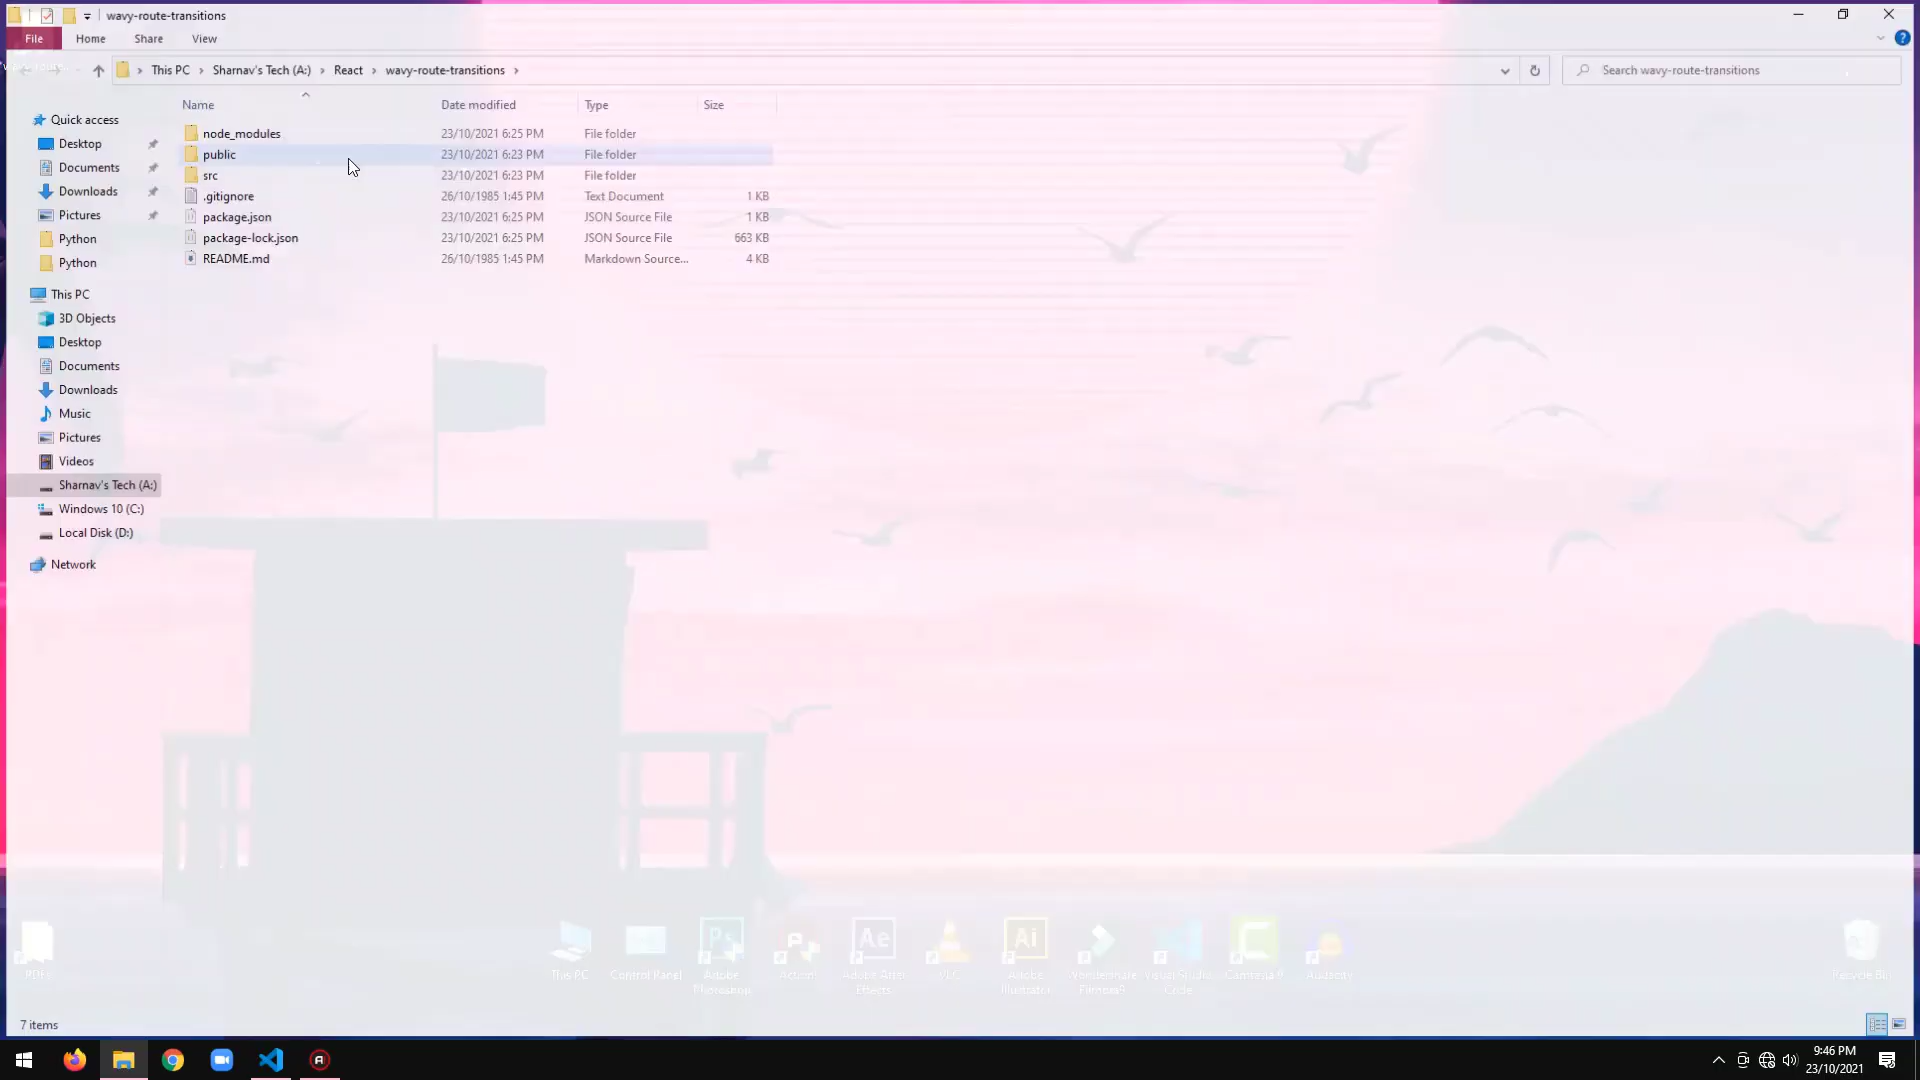 wavy-route-transitions
File Home Share View
This PC Sharnav's Tech (A:) React wavy-route-transitions
Search wavy-route-transitions
Name Date modified Type Size
node_modules 23/10/2021 6:25 PM File folder
public 23/10/2021 6:23 PM File folder
src 23/10/2021 6:23 PM File folder
.gitignore 26/10/1985 1:45 PM Text Document 1 KB
package.json 23/10/2021 6:25 PM JSON Source File 1 KB
package-lock.json 23/10/2021 6:25 PM JSON Source File 663 KB
README.md 26/10/1985 1:45 PM Markdown Source... 4 KB
Quick access
Desktop
Documents
Downloads
Pictures
Python
Python
This PC
3D Objects
Desktop
Documents
Downloads
Music
Pictures
Videos
Sharnav's Tech (A:)
Windows 10 (C:)
Local Disk (D:)
Network
Ps Ae Ai
This PC Control Panel Adobe Photoshop
Adobe After Effects
VLC
Adobe Illustrator
Visual Studio Code
Camtasia 9
Audacity
7 items
9:46 PM
23/10/2021